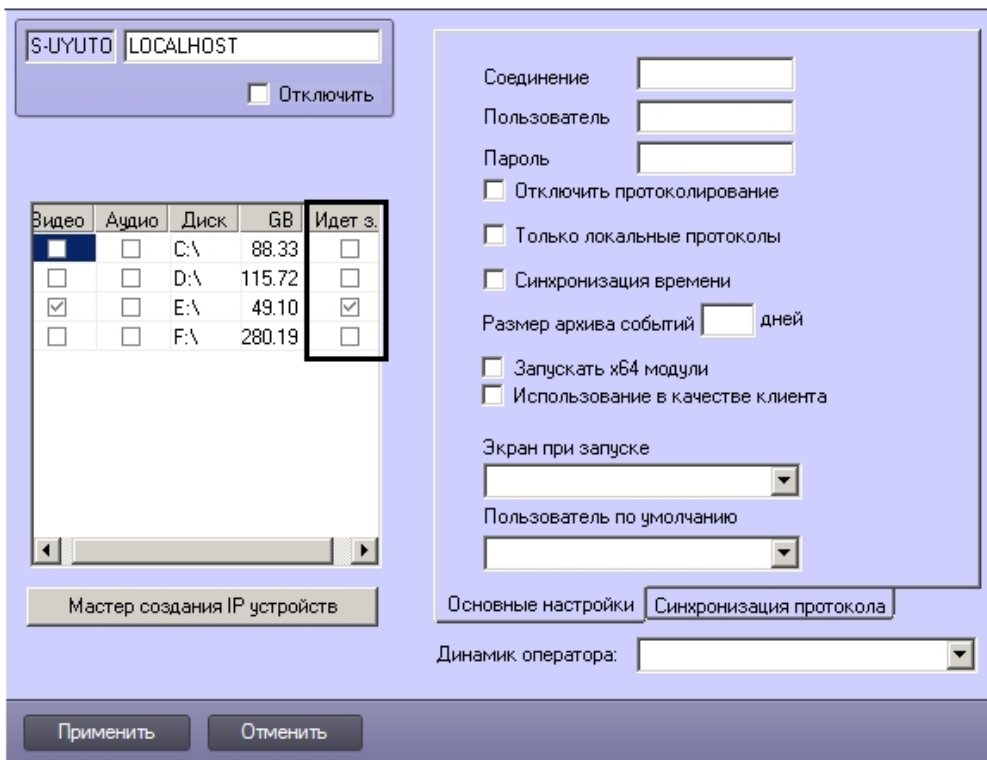 S-UYUTO LOCALHOST
Отключить
Видео Аудио Диск GB Идет з.
C:\ 88.33
D:\ 115.72
E:\ 49.10
F:\ 280.19
Мастер создания IP устройств
Соединение
Пользователь
Пароль
Отключить протоколирование
Только локальные протоколы
Синхронизация времени
Размер архива событий дней
Запускать x64 модули
Использование в качестве клиента
Экран при запуске
Пользователь по умолчанию
Основные настройки Синхронизация протокола
Динамик оператора:
Применить Отменить